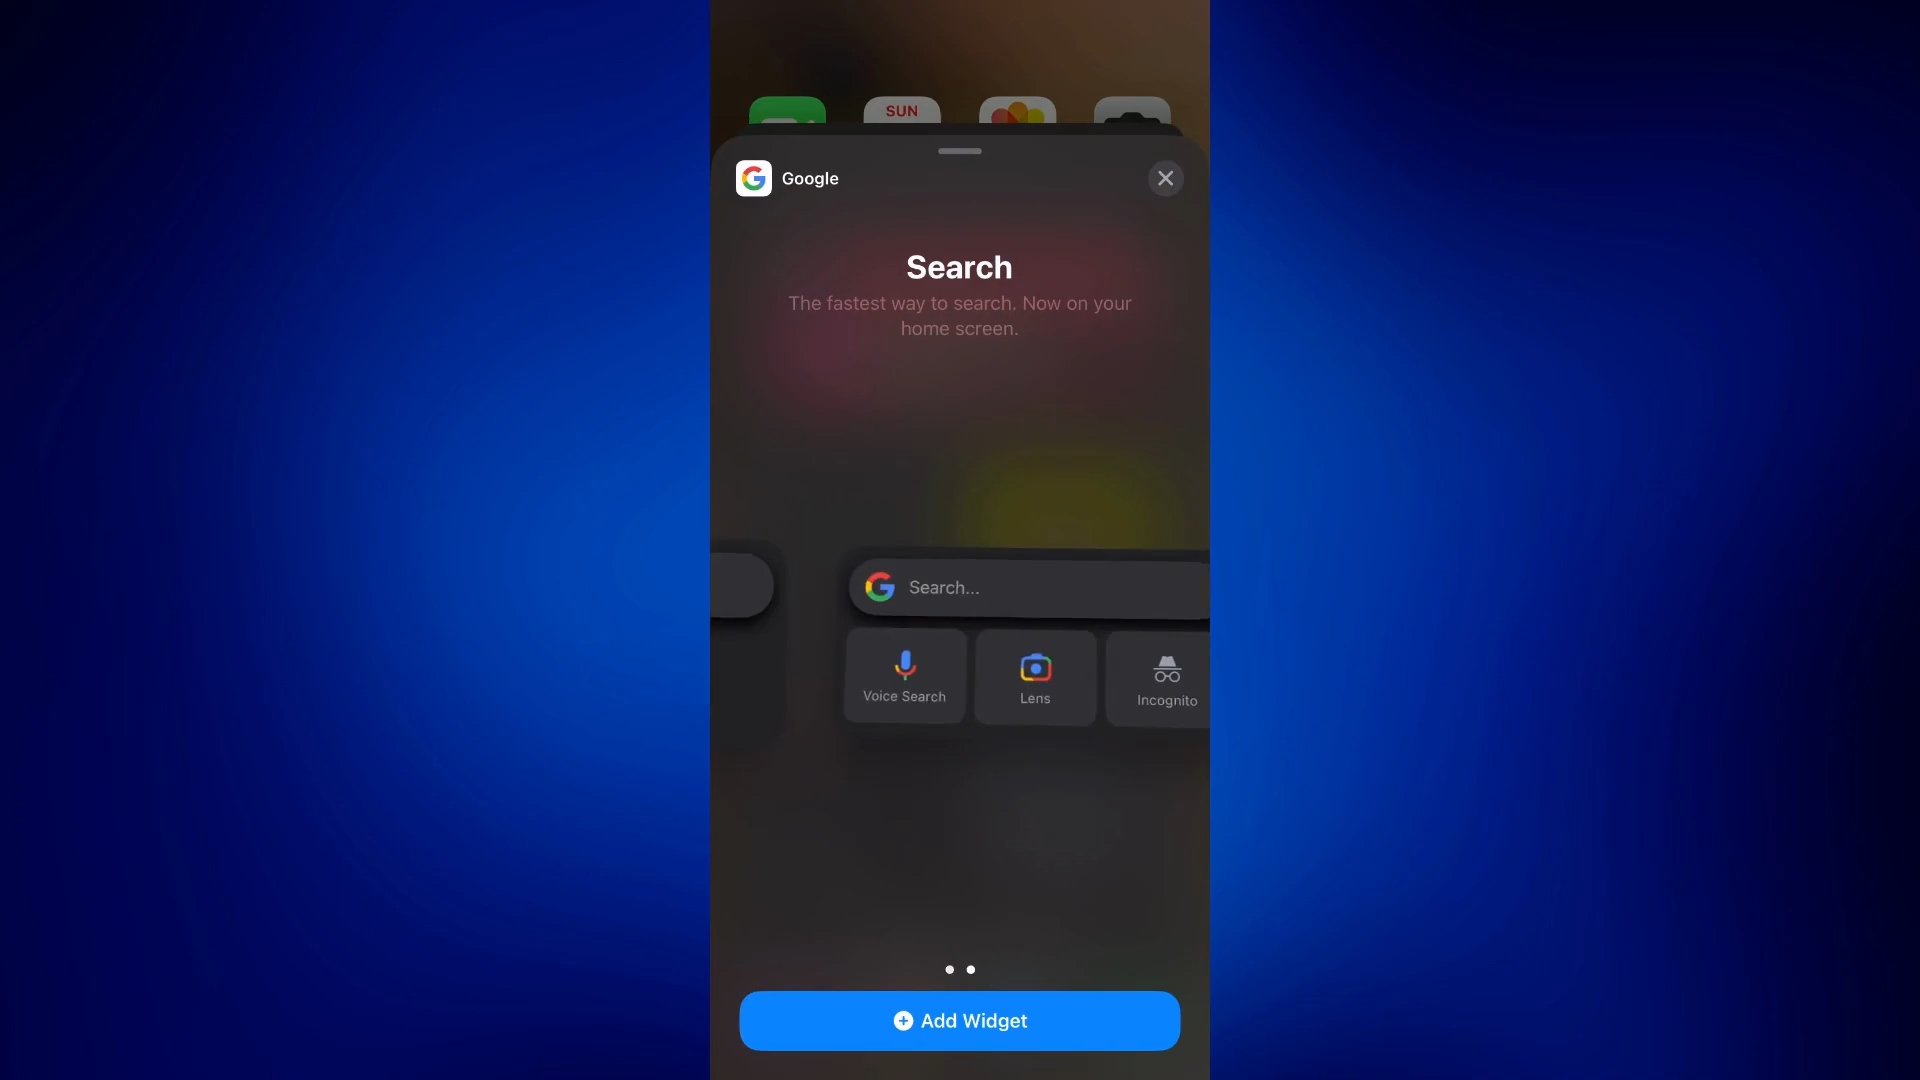 SUN
Google
Search
The fastest way to search. Now on your
home screen.
Search...
Voice Search
Lens
Incognito
Add Widget